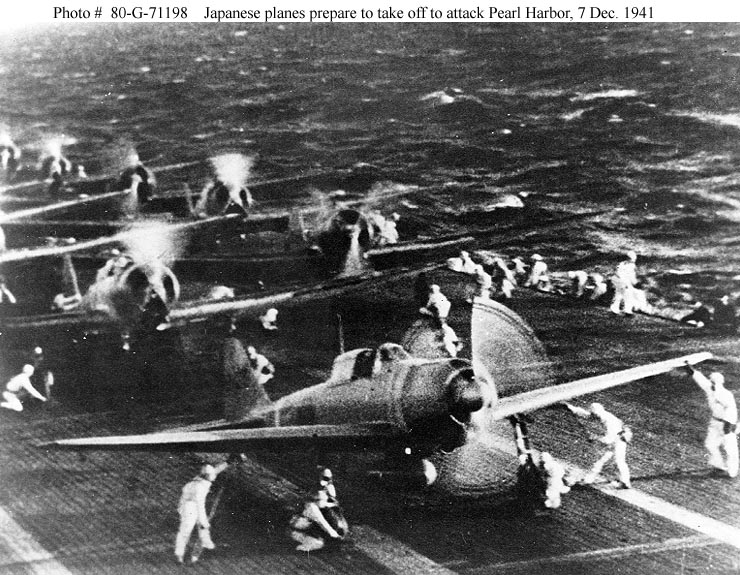 Photo # 80-G-71198 Japanese planes prepare to take off to attack Pearl Harbor, 7 Dec. 1941